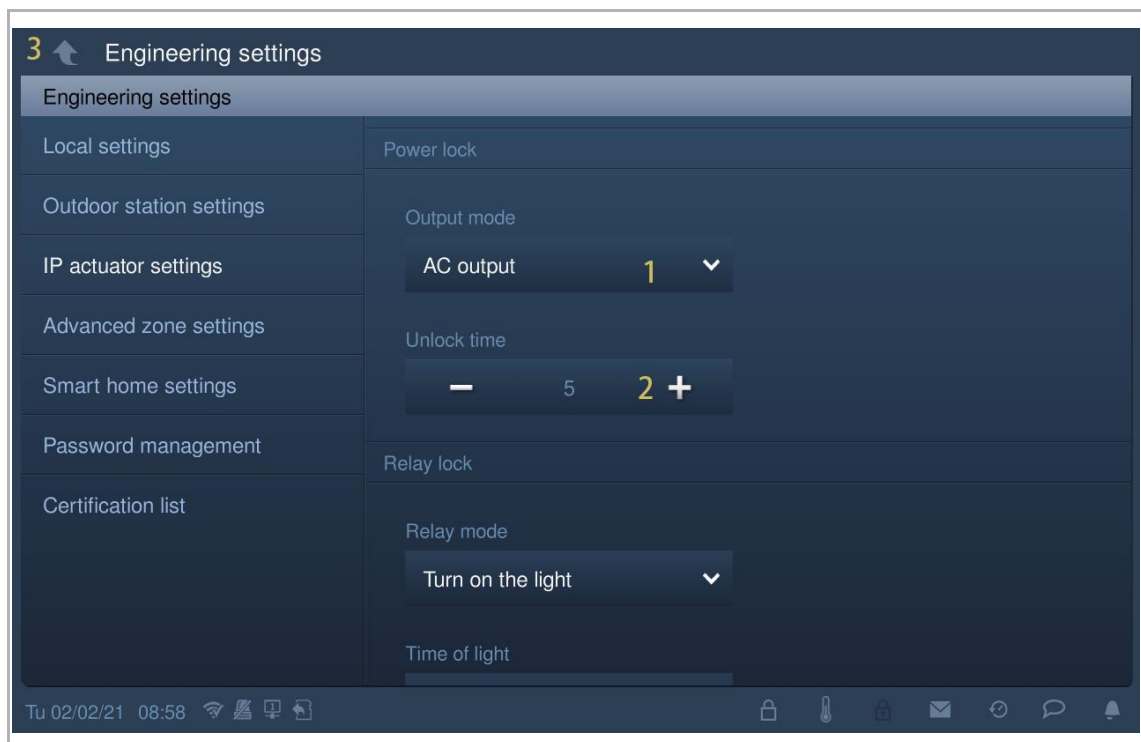 3 Engineering settings
Engineering settings
Local settings
Outdoor station settings
IP actuator settings
Advanced zone settings
Smart home settings
Password management
Certification list
Power lock
Output mode
AC output 1
Unlock time
− 5 2 +
Relay lock
Relay mode
Turn on the light
Time of light
Tu 02/02/21 08:58 1